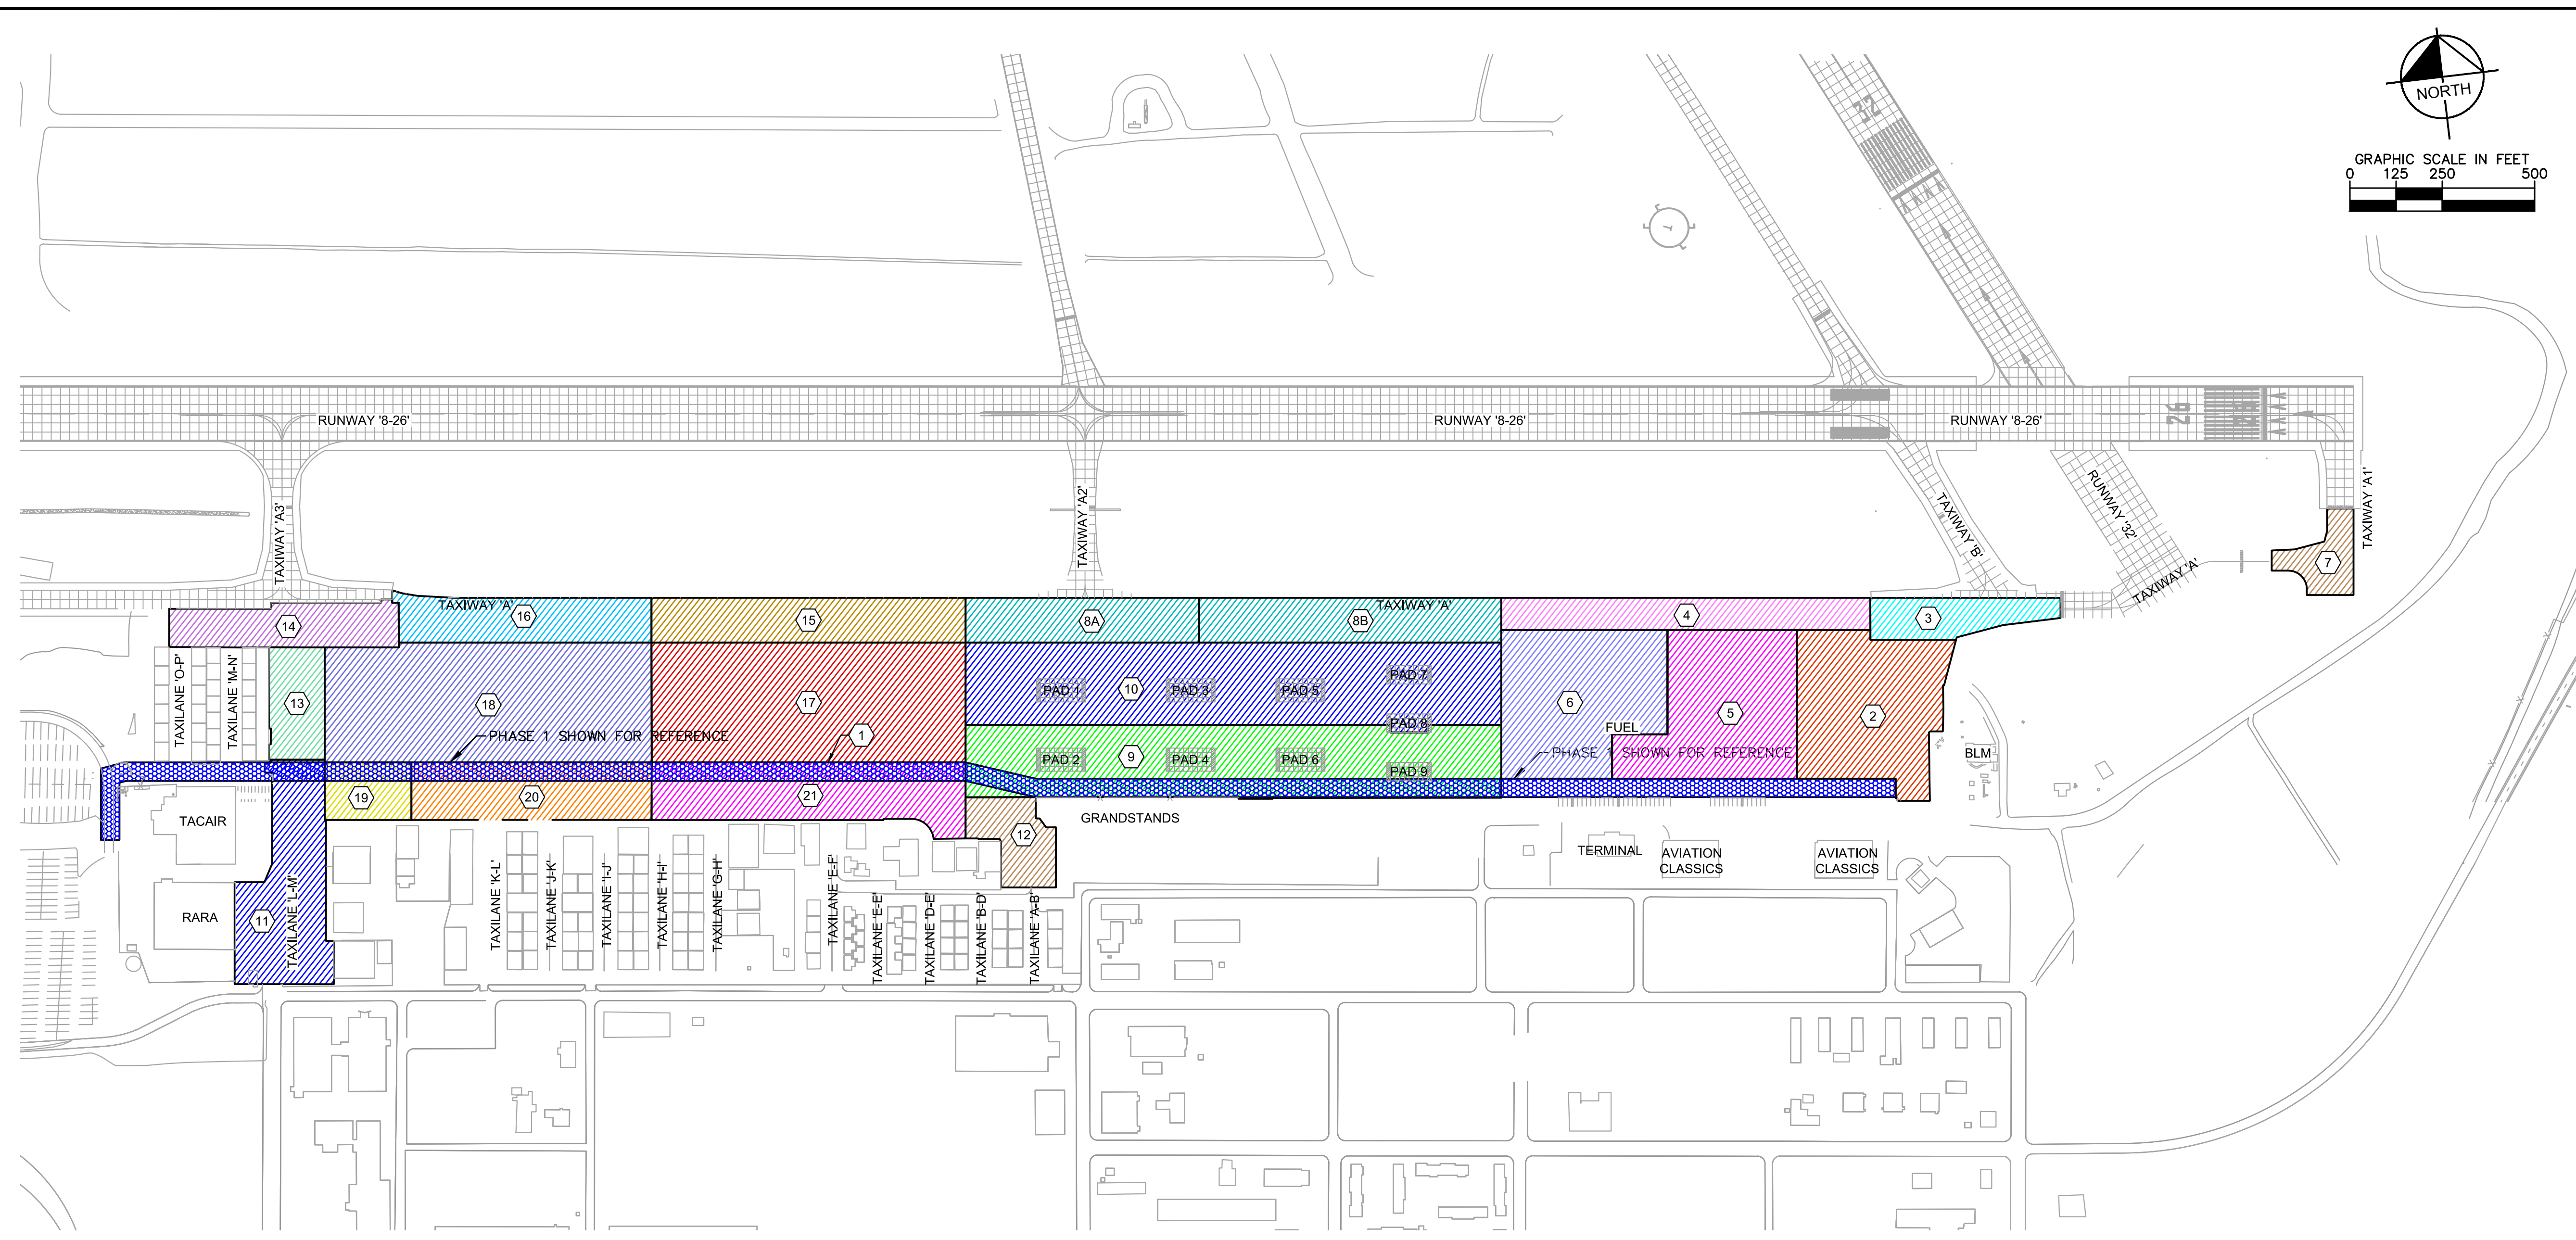 NORTH
GRAPHIC SCALE IN FEET
0 125 250 500
32
RUNWAY '8-26'
RUNWAY '8-26'
RUNWAY '8-26'
26
TAXIWAY 'A3'
TAXIWAY 'A2'
TAXIWAY 'B'
RUNWAY '32'
TAXIWAY 'A'
TAXIWAY 'A1'
7
14
TAXIWAY 'A'
16
15
8A
TAXIWAY 'A'
8B
4
3
TAXILANE 'O-P'
TAXILANE 'M-N'
13
18
17
PAD 1
10
PAD 3
PAD 5
PAD 7
PAD 8
6
FUEL
5
2
PHASE 1 SHOWN FOR REFERENCE
1
PAD 2
9
PAD 4
PAD 6
PAD 9
PHASE 1 SHOWN FOR REFERENCE
BLM
19
20
21
TACAIR
12
GRANDSTANDS
TERMINAL
AVIATION
CLASSICS
AVIATION
CLASSICS
RARA
11
TAXILANE 'L-M'
TAXILANE 'K-L'
TAXILANE 'J-K'
TAXILANE 'I-J'
TAXILANE 'H-I'
TAXILANE 'G-H'
TAXILANE 'E-F'
TAXILANE 'E-E'
TAXILANE 'D-E'
TAXILANE 'B-D'
TAXILANE 'A-B'